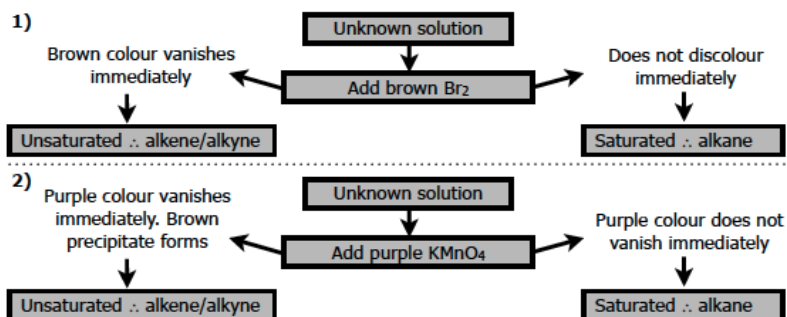 1)
Unknown solution
Brown colour vanishes
immediately
Does not discolour
immediately
Add brown Br₂
Unsaturated ∴ alkene/alkyne
Saturated ∴ alkane
2)
Unknown solution
Purple colour vanishes
immediately. Brown
precipitate forms
Purple colour does not
vanish immediately
Add purple KMnO₄
Unsaturated ∴ alkene/alkyne
Saturated ∴ alkane